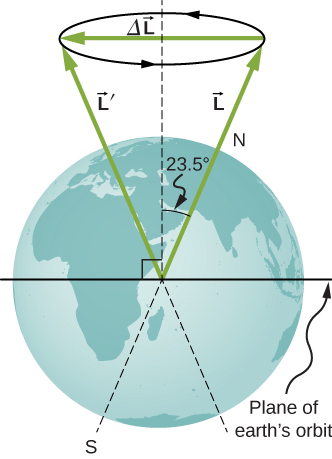 ΔL⃗
L⃗′
L⃗
N
23.5°
Plane of
earth's orbit
S